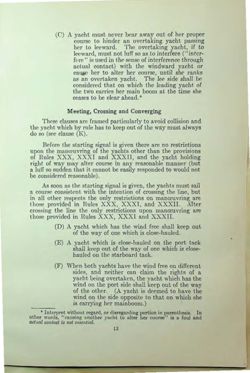 (C) A yacht must never bear away out of her proper
course to hinder an overtaking yacht passing
her to leeward. The overtaking yacht, if to
leeward, must not luff so as to interfere ("inter-
fere" is used in the sense of interference through
actual contact) with the windward yacht or
cause her to alter her course, until she ranks
as an overtaken yacht. The lee side shall be
considered that on which the leading yacht of
the two carries her main boom at the time she
ceases to be clear ahead.*
Meeting, Crossing and Converging
These clauses are framed particularly to avoid collision and
the yacht which by rule has to keep out of the way must always
do so (see clause (K).
Before the starting signal is given there are no restrictions
upon the manœuvring of the yachts other than the provisions
of Rules XXX, XXXI and XXXII, and the yacht holding
right of way may alter course in any reasonable manner (but
a luff so sudden that it cannot be easily responded to would not
be considered reasonable).
As soon as the starting signal is given, the yachts must sail
a course consistent with the intention of crossing the line, but
in all other respects the only restrictions on manœuvring are
those provided in Rules XXX, XXXI, and XXXII. After
crossing the line the only restrictions upon manœuvring are
those provided in Rules XXX, XXXI and XXXII.
(D) A yacht which has the wind free shall keep out
of the way of one which is close-hauled.
(E) A yacht which is close-hauled on the port tack
shall keep out of the way of one which is close-
hauled on the starboard tack.
(F) When both yachts have the wind free on different
sides, and neither can claim the rights of a
yacht being overtaken, the yacht which has the
wind on the port side shall keep out of the way
of the other. (A yacht is deemed to have the
wind on the side opposite to that on which she
is carrying her mainboom.)
* Interpret without regard, or disregarding portion in parenthesis. In
other words, "causing another yacht to alter her course" is a foul and
actual contact is not essential.
12